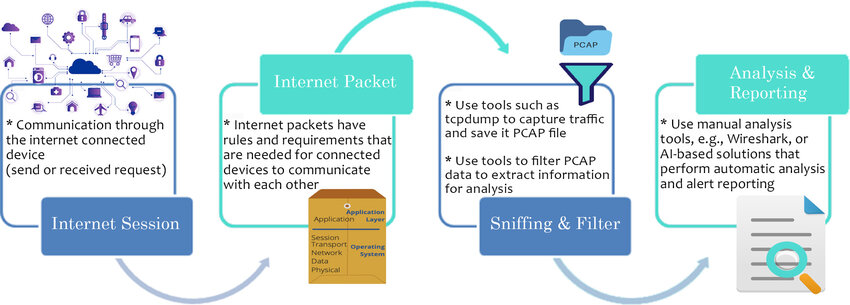 * Communication through
the internet connected
device
(send or received request)
Internet Session
Internet Packet
* Internet packets have
rules and requirements that
are needed for connected
devices to communicate
with each other
Application
Application
Layer
Session
Transport
Network
Data
Physical
Operating
System
PCAP
* Use tools such as
tcpdump to capture traffic
and save it PCAP file
* Use tools to filter PCAP
data to extract information
for analysis
Sniffing & Filter
Analysis &
Reporting
* Use manual analysis
tools, e.g., Wireshark, or
AI-based solutions that
perform automatic analysis
and alert reporting